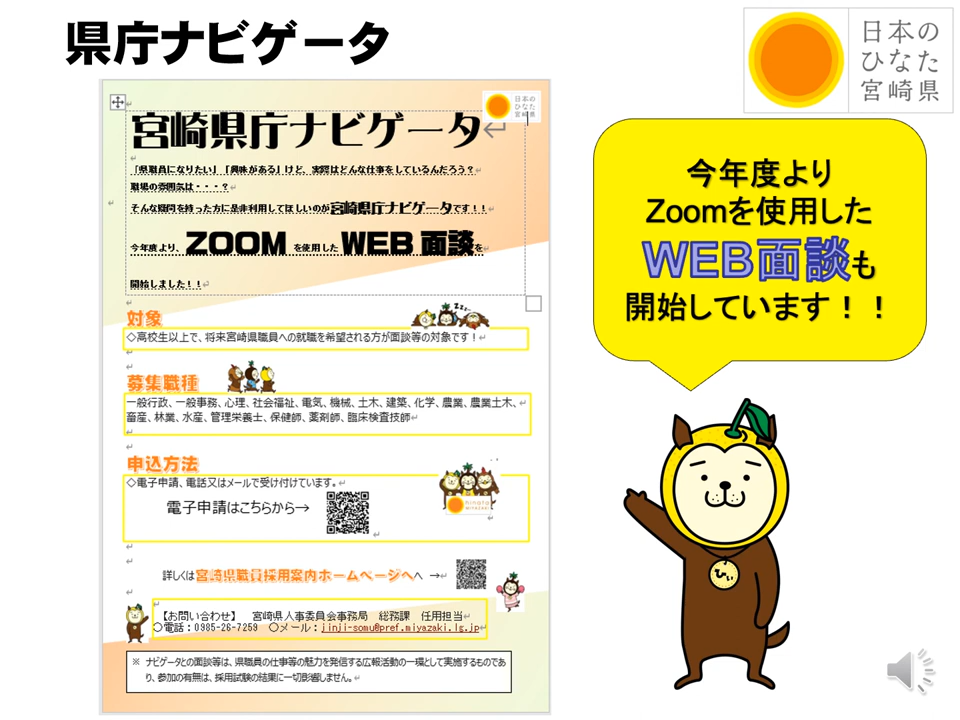 県庁ナビゲータ
日本の
ひなた
宮崎県
宮崎県庁ナビゲータ
日本の
ひなた
宮崎県
「県職員になりたい」「興味がある」けど、実際はどんな仕事をしているんだろう？
職場の雰囲気は・・・？
そんな疑問を持った方に是非利用してほしいのが宮崎県庁ナビゲータです！！
今年度より、ZOOM を使用した WEB 面談を
開始しました！！
対象
◇高校生以上で、将来宮崎県職員への就職を希望される方が面談等の対象です！
募集職種
一般行政、一般事務、心理、社会福祉、電気、機械、土木、建築、化学、農業、農業土木、
畜産、林業、水産、管理栄養士、保健師、薬剤師、臨床検査技師
申込方法
◇電子申請、電話又はメールで受け付けています。
電子申請はこちらから→
hinata
MIYAZAKI
詳しくは宮崎県職員採用案内ホームページへへ →
【お問い合わせ】 宮崎県人事委員会事務局 総務課 任用担当
〇電話：0985-26-7259 〇メール：jinji-somu@pref.miyazaki.lg.jp
※ ナビゲータとの面談等は、県職員の仕事等の魅力を発信する広報活動の一環として実施するものであ
り、参加の有無は、採用試験の結果に一切影響しません。
今年度より
Zoomを使用した
WEB面談も
開始しています！！
ひぃ